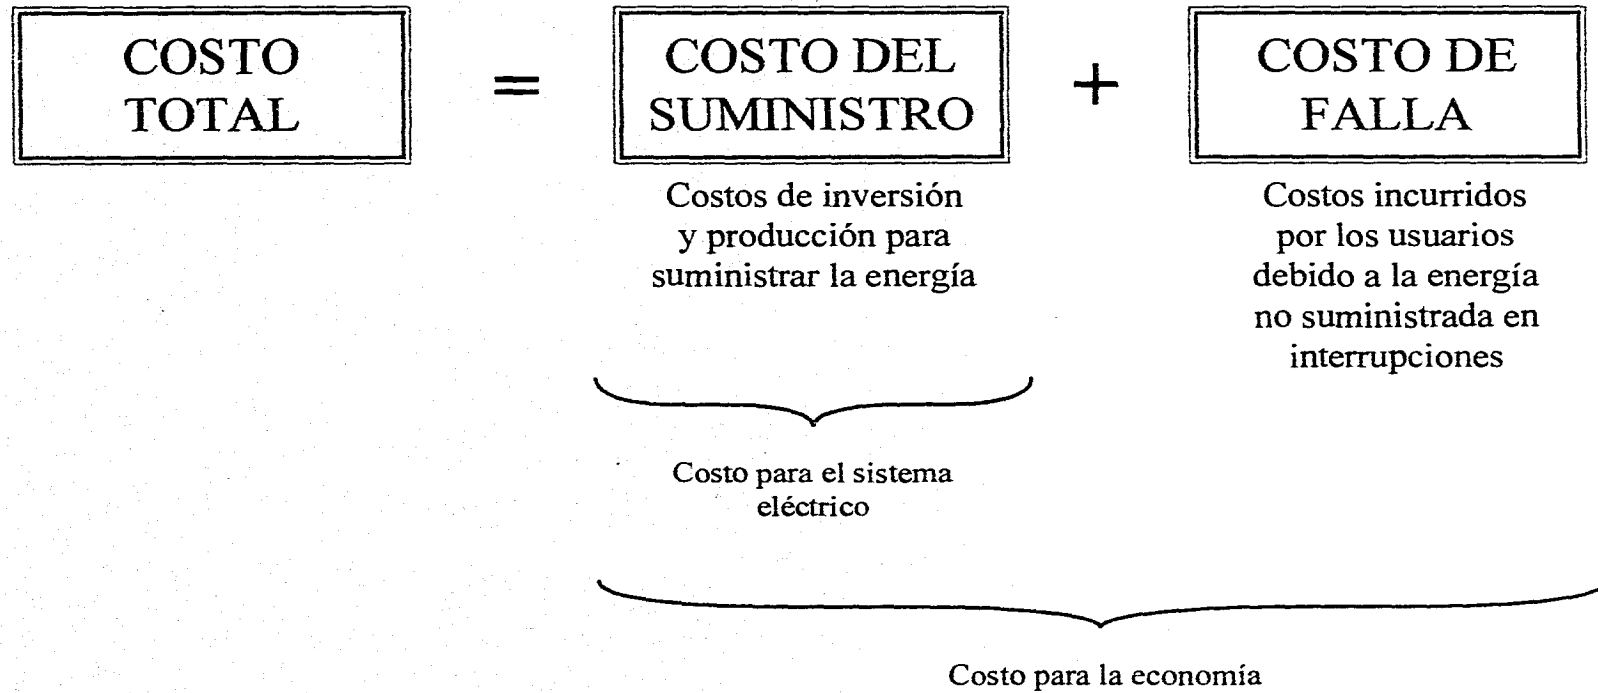 COSTO
TOTAL
=
COSTO DEL
SUMINISTRO
+
COSTO DE
FALLA
Costos de inversión
y producción para
suministrar la energía
Costos incurridos
por los usuarios
debido a la energía
no suministrada en
interrupciones
Costo para el sistema
eléctrico
Costo para la economía